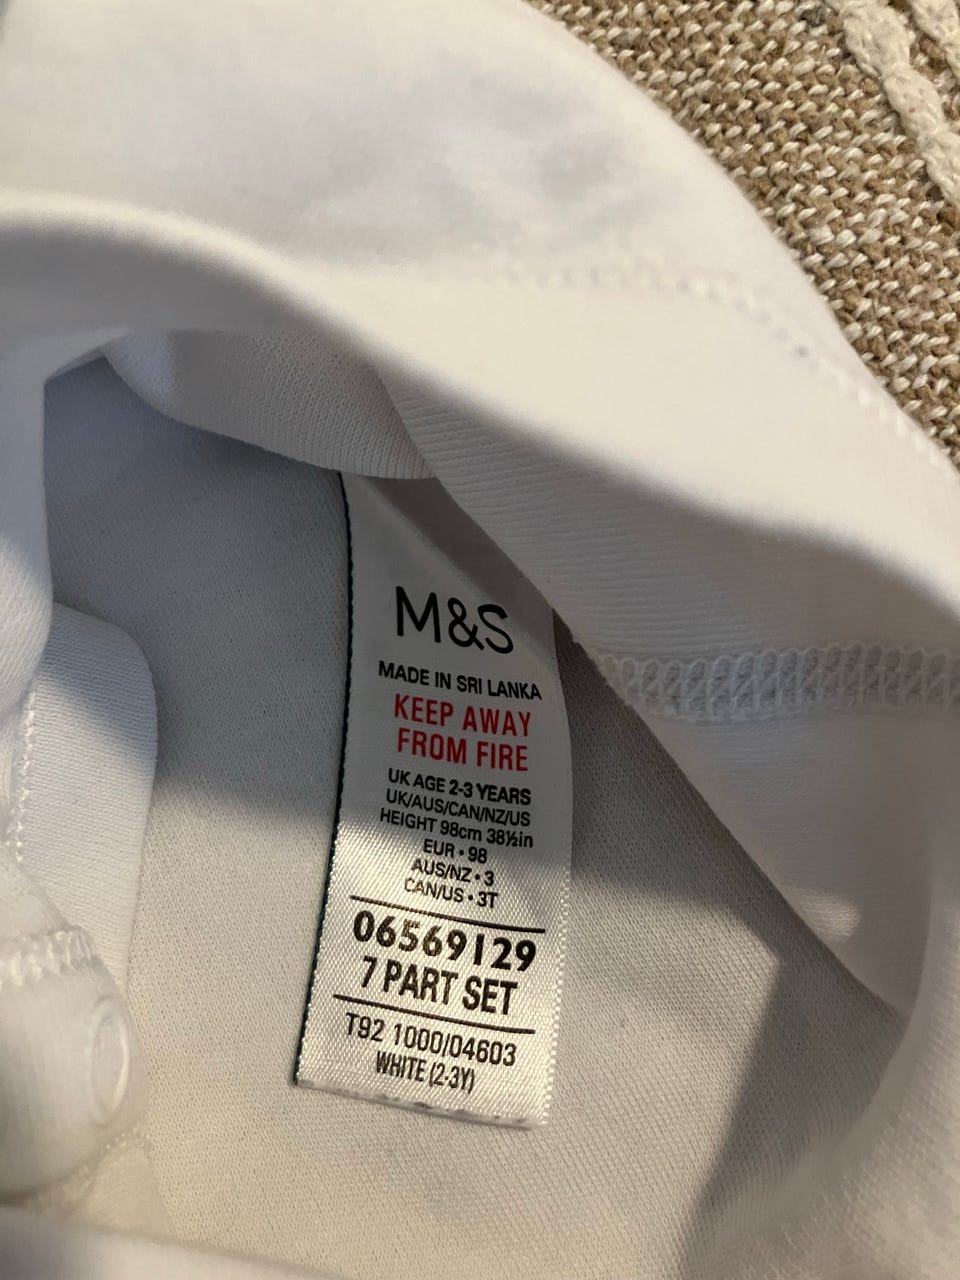 M&S
MADE IN SRI LANKA
KEEP AWAY
FROM FIRE
UK AGE 2-3 YEARS
UK/AUS/CAN/NZ/US
HEIGHT 98cm 38½in
EUR • 98
AUS/NZ • 3
CAN/US • 3T
06569129
7 PART SET
T92 1000/04603
WHITE (2-3Y)